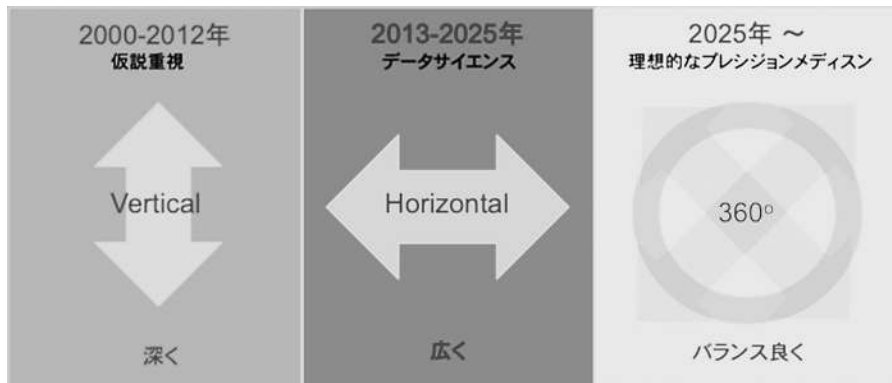 2000-2012年
仮説重視
Vertical
深く
2013-2025年
データサイエンス
Horizontal
広く
2025年 ～
理想的なプレシジョンメディスン
360°
バランス良く